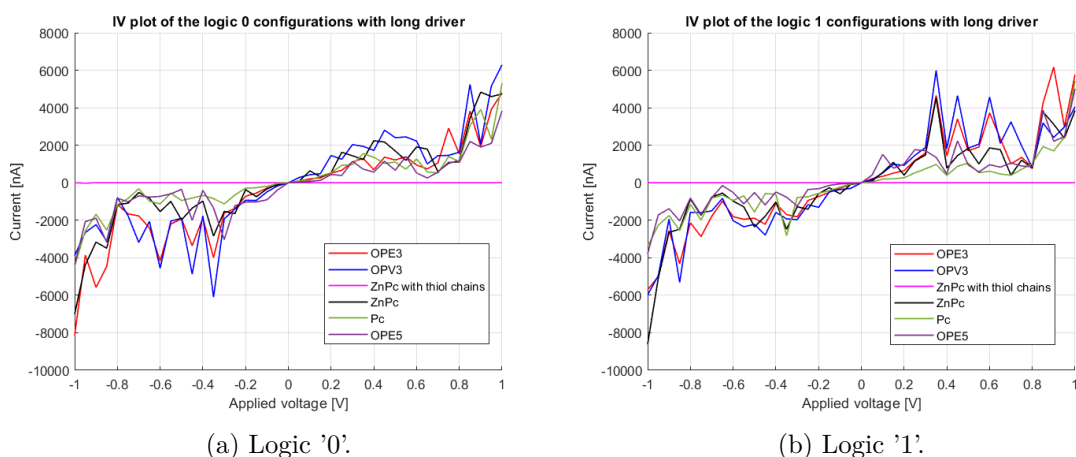 IV plot of the logic 0 configurations with long driver
8000
6000
4000
2000
0
-2000
-4000
-6000
-8000
-10000
Current [nA]
-1
-0.8
-0.6
-0.4
-0.2
0
0.2
0.4
0.6
0.8
1
Applied voltage [V]
OPE3
OPV3
ZnPc with thiol chains
ZnPc
Pc
OPE5
(a) Logic ’0’.
IV plot of the logic 1 configurations with long driver
8000
6000
4000
2000
0
-2000
-4000
-6000
-8000
-10000
Current [nA]
-1
-0.8
-0.6
-0.4
-0.2
0
0.2
0.4
0.6
0.8
1
Applied voltage [V]
OPE3
OPV3
ZnPc with thiol chains
ZnPc
Pc
OPE5
(b) Logic ’1’.